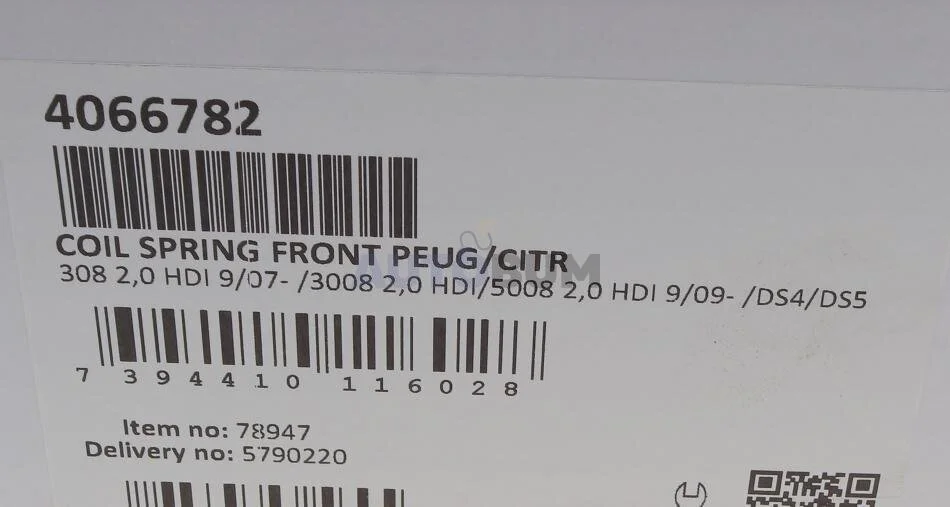 4066782
COIL SPRING FRONT PEUG/CITR
308 2,0 HDI 9/07- /3008 2,0 HDI/5008 2,0 HDI 9/09- /DS4/DS5
7 394410 116028
Item no: 78947
Delivery no: 5790220